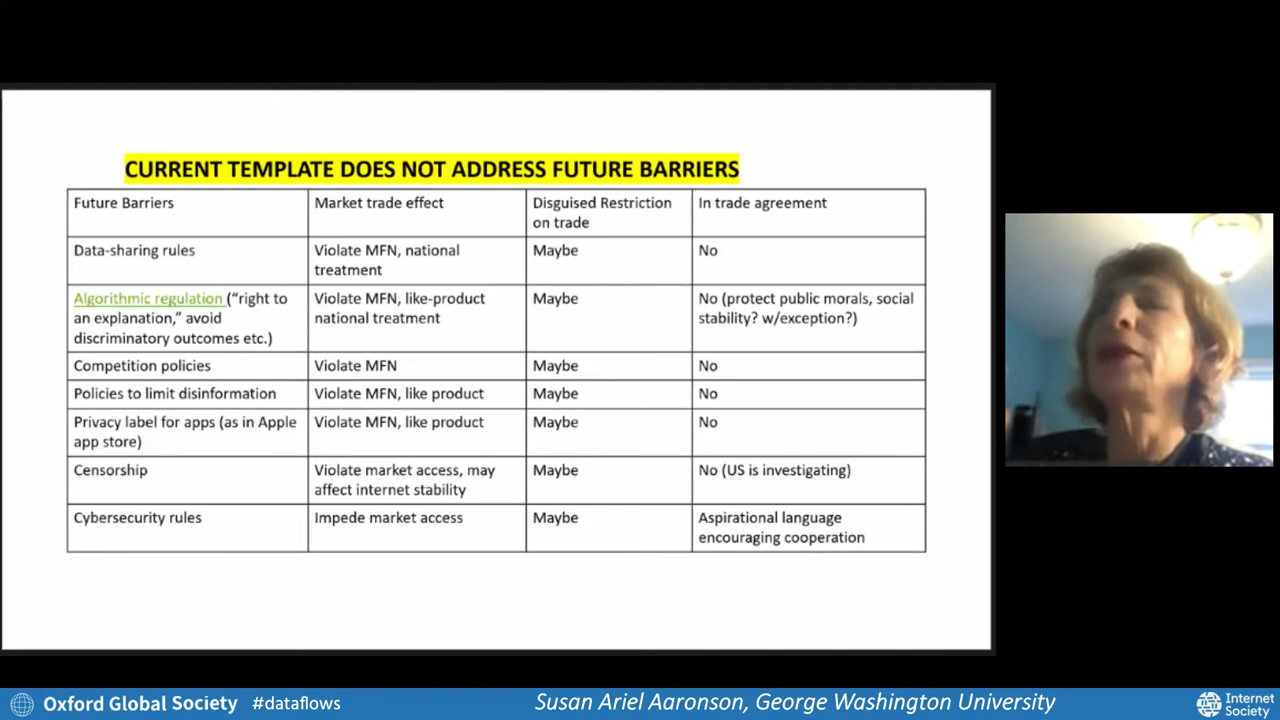 CURRENT TEMPLATE DOES NOT ADDRESS FUTURE BARRIERS
Future Barriers
Market trade effect
Disguised Restriction
on trade
In trade agreement
Data-sharing rules
Violate MFN, national
treatment
Maybe
No
Algorithmic regulation (“right to
an explanation,” avoid
discriminatory outcomes etc.)
Violate MFN, like-product
national treatment
Maybe
No (protect public morals, social
stability? w/exception?)
Competition policies
Violate MFN
Maybe
No
Policies to limit disinformation
Violate MFN, like product
Maybe
No
Privacy label for apps (as in Apple
app store)
Violate MFN, like product
Maybe
No
Censorship
Violate market access, may
affect internet stability
Maybe
No (US is investigating)
Cybersecurity rules
Impede market access
Maybe
Aspirational language
encouraging cooperation
Oxford Global Society
#dataflows
Susan Ariel Aaronson, George Washington University
Internet
Society